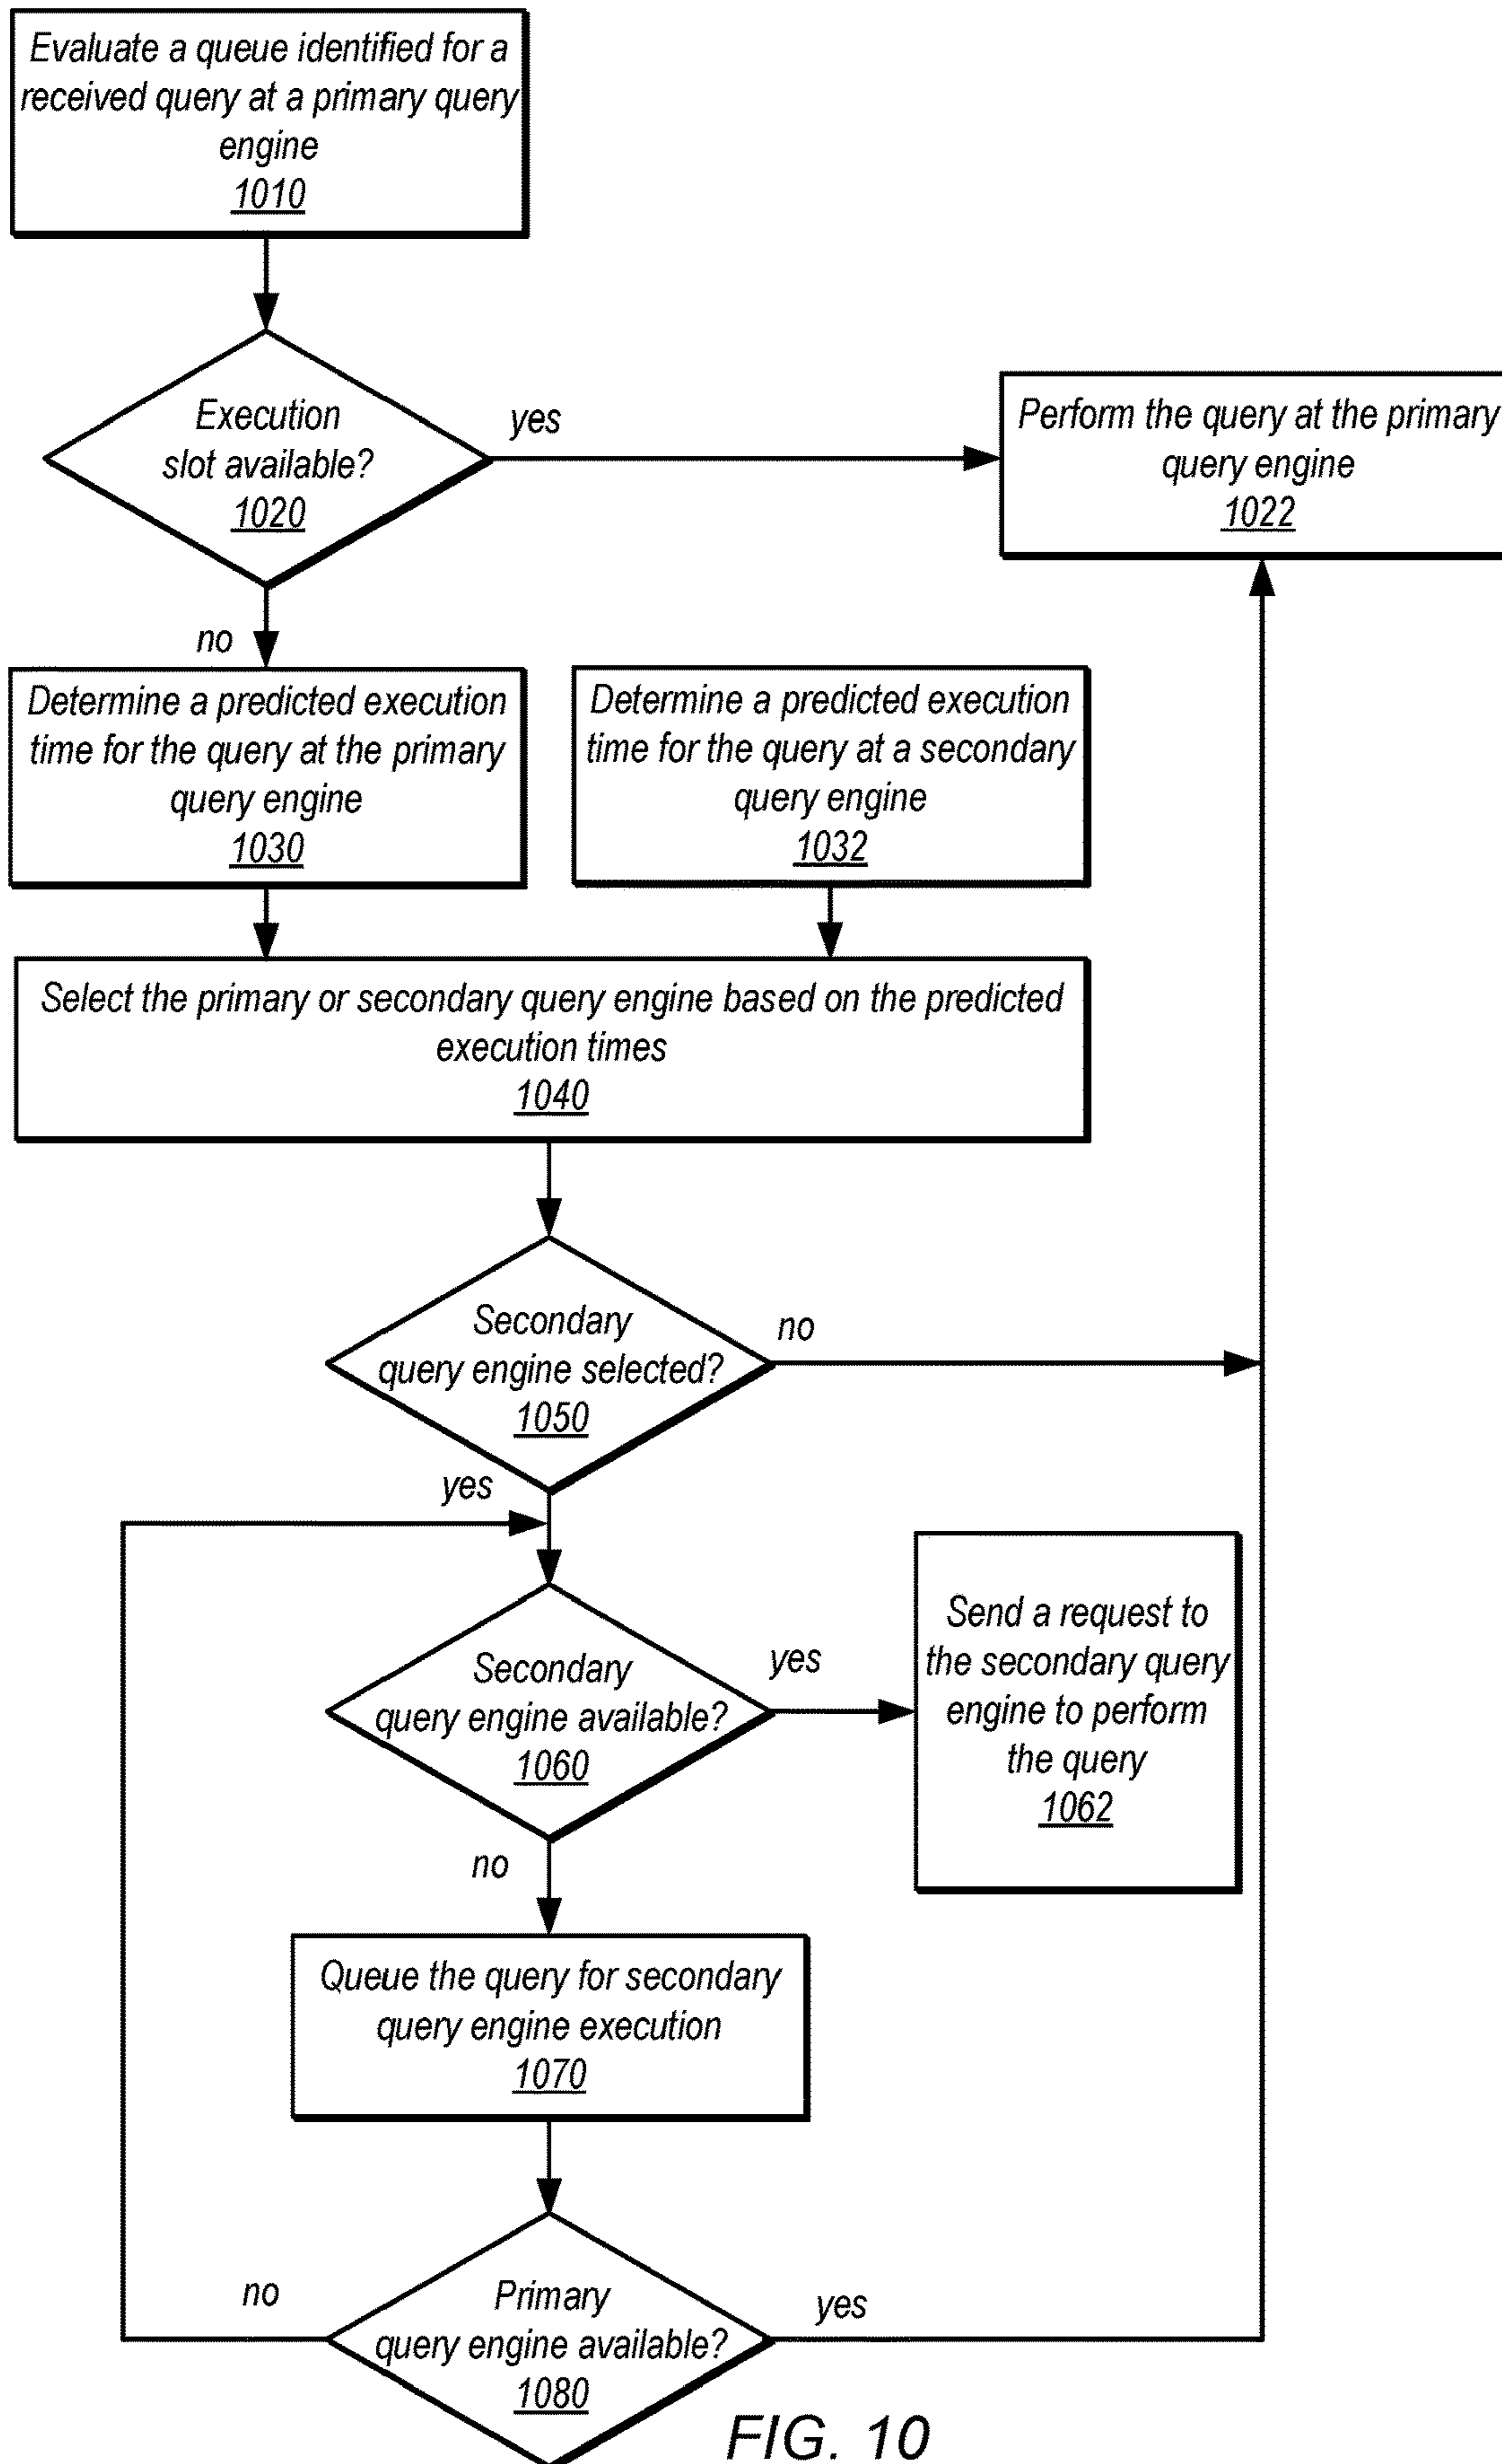 Evaluate a queue identified for a
received query at a primary query
engine
1010
Execution
slot available?
1020
yes
Perform the query at the primary
query engine
1022
no
Determine a predicted execution
time for the query at the primary
query engine
1030
Determine a predicted execution
time for the query at a secondary
query engine
1032
Select the primary or secondary query engine based on the predicted
execution times
1040
Secondary
query engine selected?
1050
no
yes
Secondary
query engine available?
1060
yes
Send a request to
the secondary query
engine to perform
the query
1062
no
Queue the query for secondary
query engine execution
1070
Primary
query engine available?
1080
no
yes
FIG. 10